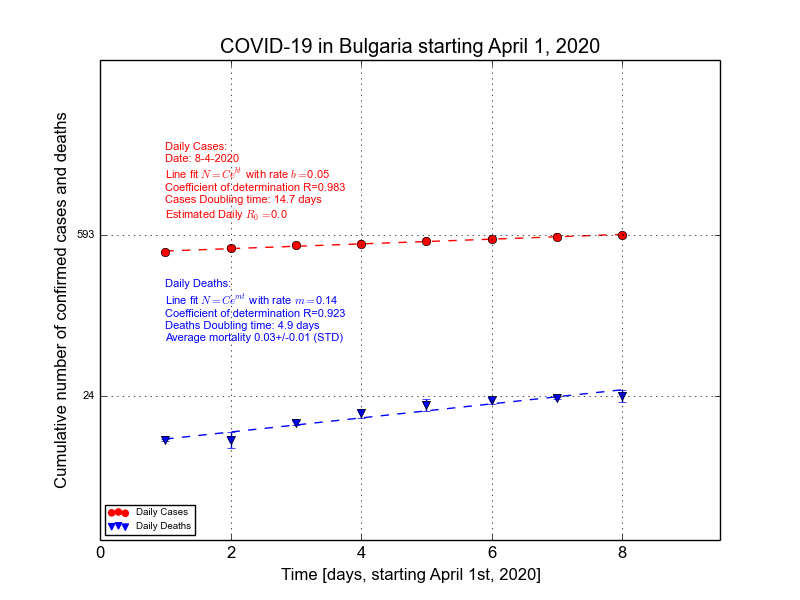 COVID-19 in Bulgaria starting April 1, 2020
Cumulative number of confirmed cases and deaths
Daily Cases:
Date: 8-4-2020
Line fit N = Ce^{bt} with rate b =0.05
Coefficient of determination R=0.983
Cases Doubling time: 14.7 days
Estimated Daily R_0 =0.0
593
Daily Deaths:
Line fit N = Ce^{mt} with rate m =0.14
Coefficient of determination R=0.923
Deaths Doubling time: 4.9 days
Average mortality 0.03+/-0.01 (STD)
24
Daily Cases
Daily Deaths
0 2 4 6 8
Time [days, starting April 1st, 2020]